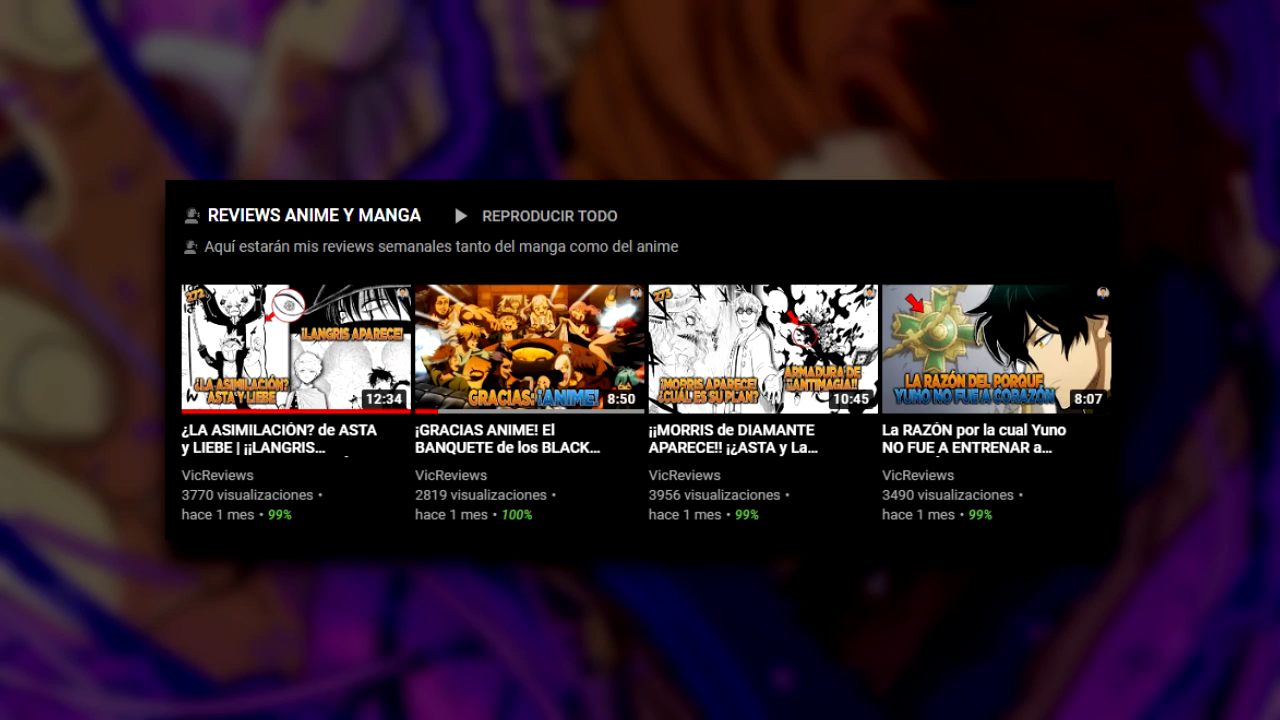 REVIEWS ANIME Y MANGA
REPRODUCIR TODO
Aquí estarán mis reviews semanales tanto del manga como del anime
272
¡LANGRIS APARECE!
¿LA ASIMILACIÓN?
ASTA Y LIEBE
12:34
GRACIAS: ¡ANIME!
8:50
273
¡MORRIS APARECE!
¿CUÁL ES SU PLAN?
ARMADURA DE
¡¡ANTIMAGIA!!
10:45
LA RAZÓN DEL PORQUE
YUNO NO FUE A CORAZÓN
8:07
¿LA ASIMILACIÓN? de ASTA
y LIEBE | ¡¡LANGRIS...
VicReviews
3770 visualizaciones •
hace 1 mes • 99%
¡GRACIAS ANIME! El
BANQUETE de los BLACK...
VicReviews
2819 visualizaciones •
hace 1 mes • 100%
¡¡MORRIS de DIAMANTE
APARECE!! ¡¿ASTA y La...
VicReviews
3956 visualizaciones •
hace 1 mes • 99%
La RAZÓN por la cual Yuno
NO FUE A ENTRENAR a...
VicReviews
3490 visualizaciones •
hace 1 mes • 99%